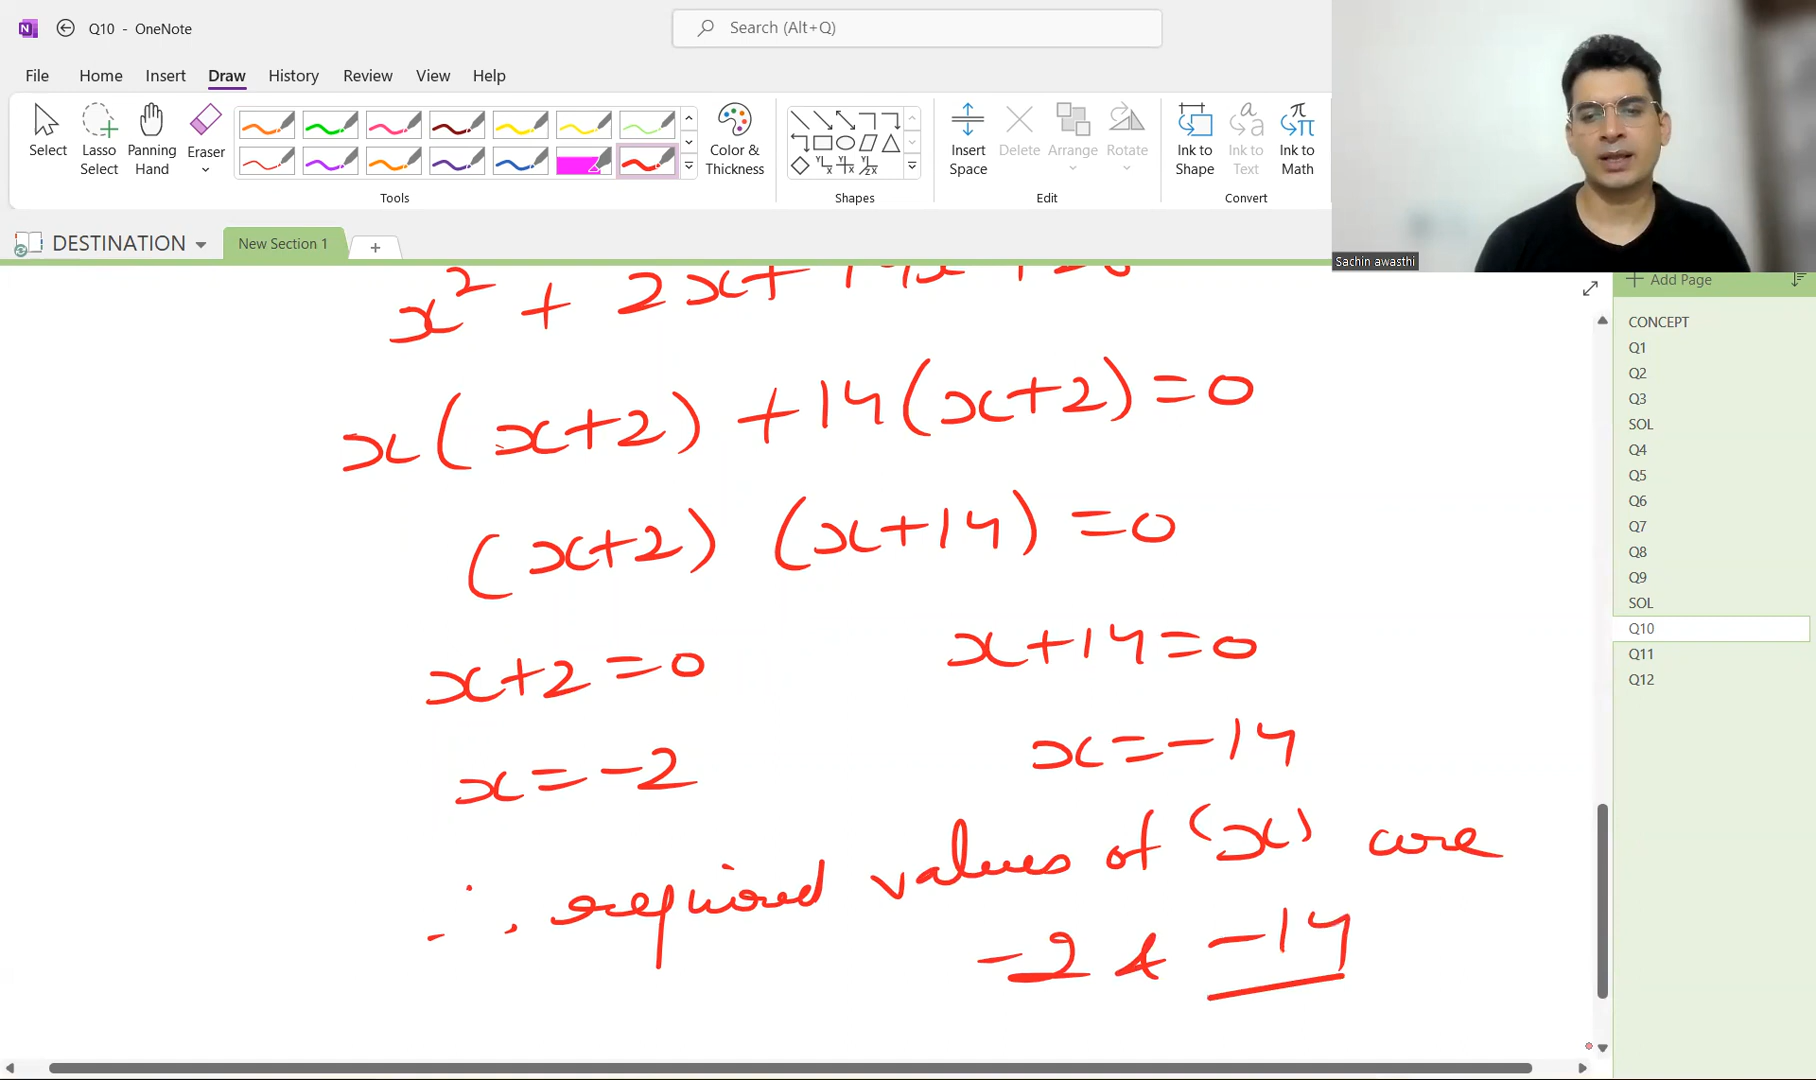 Q10 - OneNote
Search (Alt+Q)
File Home Insert Draw History Review View Help
Select
Lasso Select
Panning Hand
Eraser
Color & Thickness
Insert Space
Delete
Arrange
Rotate
Ink to Shape
Ink to Text
Ink to Math
Tools
Shapes
Edit
Convert
Sachin awasthi
DESTINATION
New Section 1
Add Page
CONCEPT
Q1
Q2
Q3
SOL
Q4
Q5
Q6
Q7
Q8
Q9
SOL
Q10
Q11
Q12
x² + 2x+
x(x+2) +14(x+2)=0
(x+2) (x+14) =0
x+2=0 x+14=0
x=-2 x=-14
∴ required values of (x) are
-2 & -14